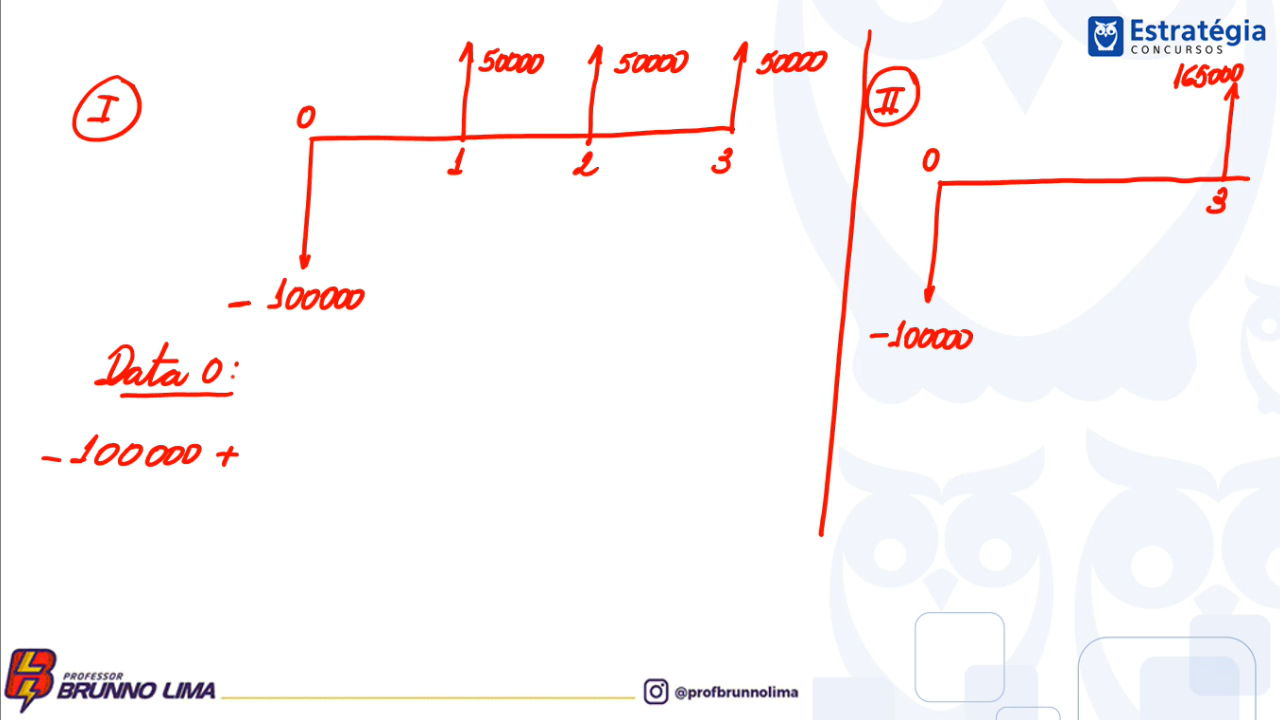 Estratégia
CONCURSOS
I
0
50000
50000
50000
1
2
3
- 100000
II
165000
0
3
-100000
Data 0:
- 100000 +
PROFESSOR
BRUNNO LIMA
@profbrunnolima